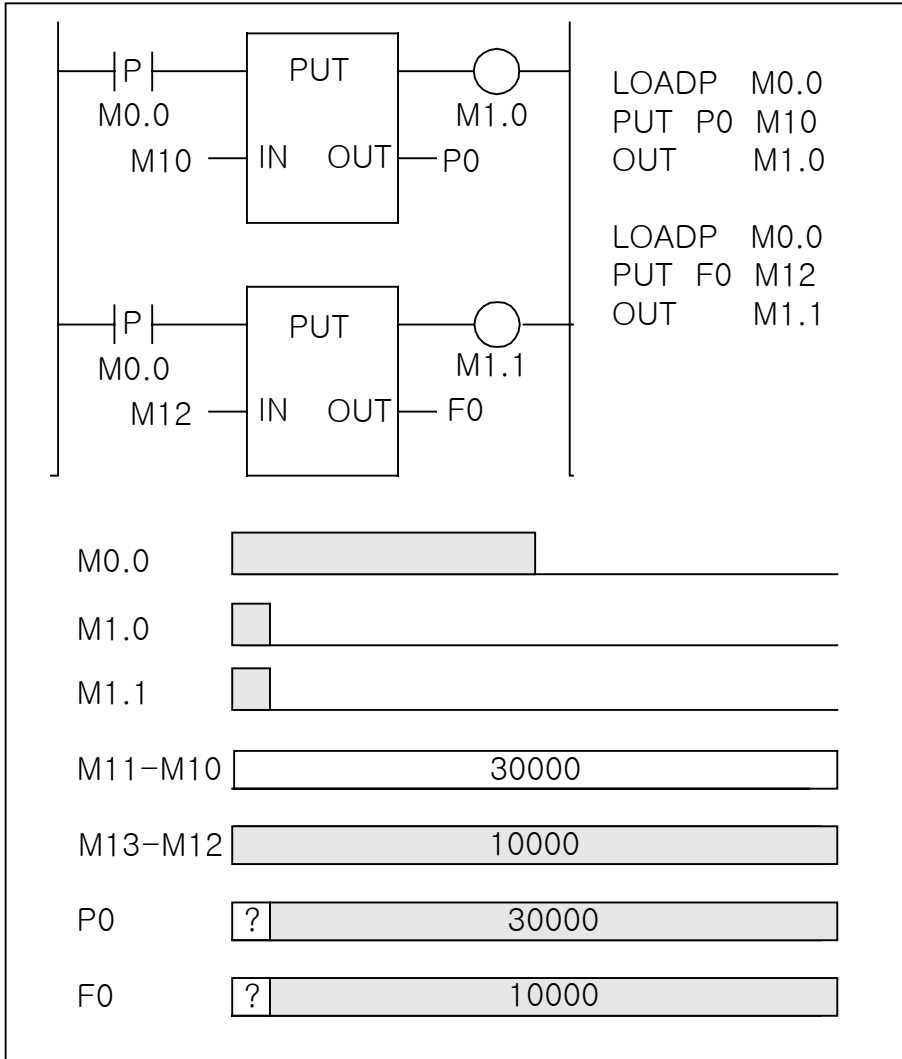 P
PUT
M0.0
M1.0
M10
IN
OUT
P0
LOADP M0.0
PUT P0 M10
OUT M1.0
P
PUT
M0.0
M1.1
M12
IN
OUT
F0
LOADP M0.0
PUT F0 M12
OUT M1.1
M0.0
M1.0
M1.1
M11-M10 30000
M13-M12 10000
P0 ? 30000
F0 ? 10000